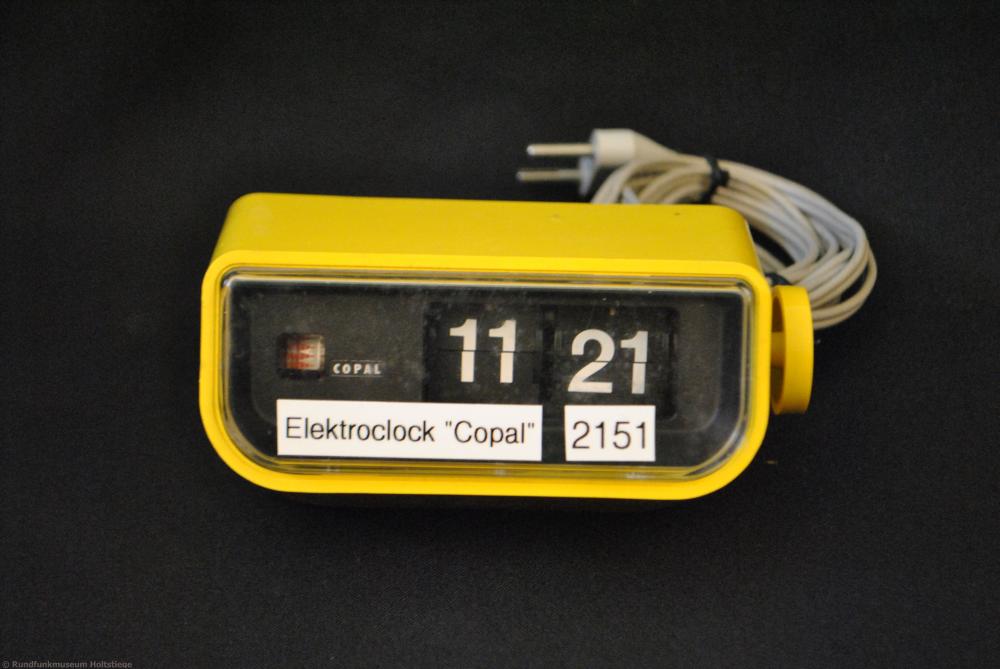 11 21
COPAL
Elektroclock "Copal" 2151
© Rundfunkmuseum Holtstiege